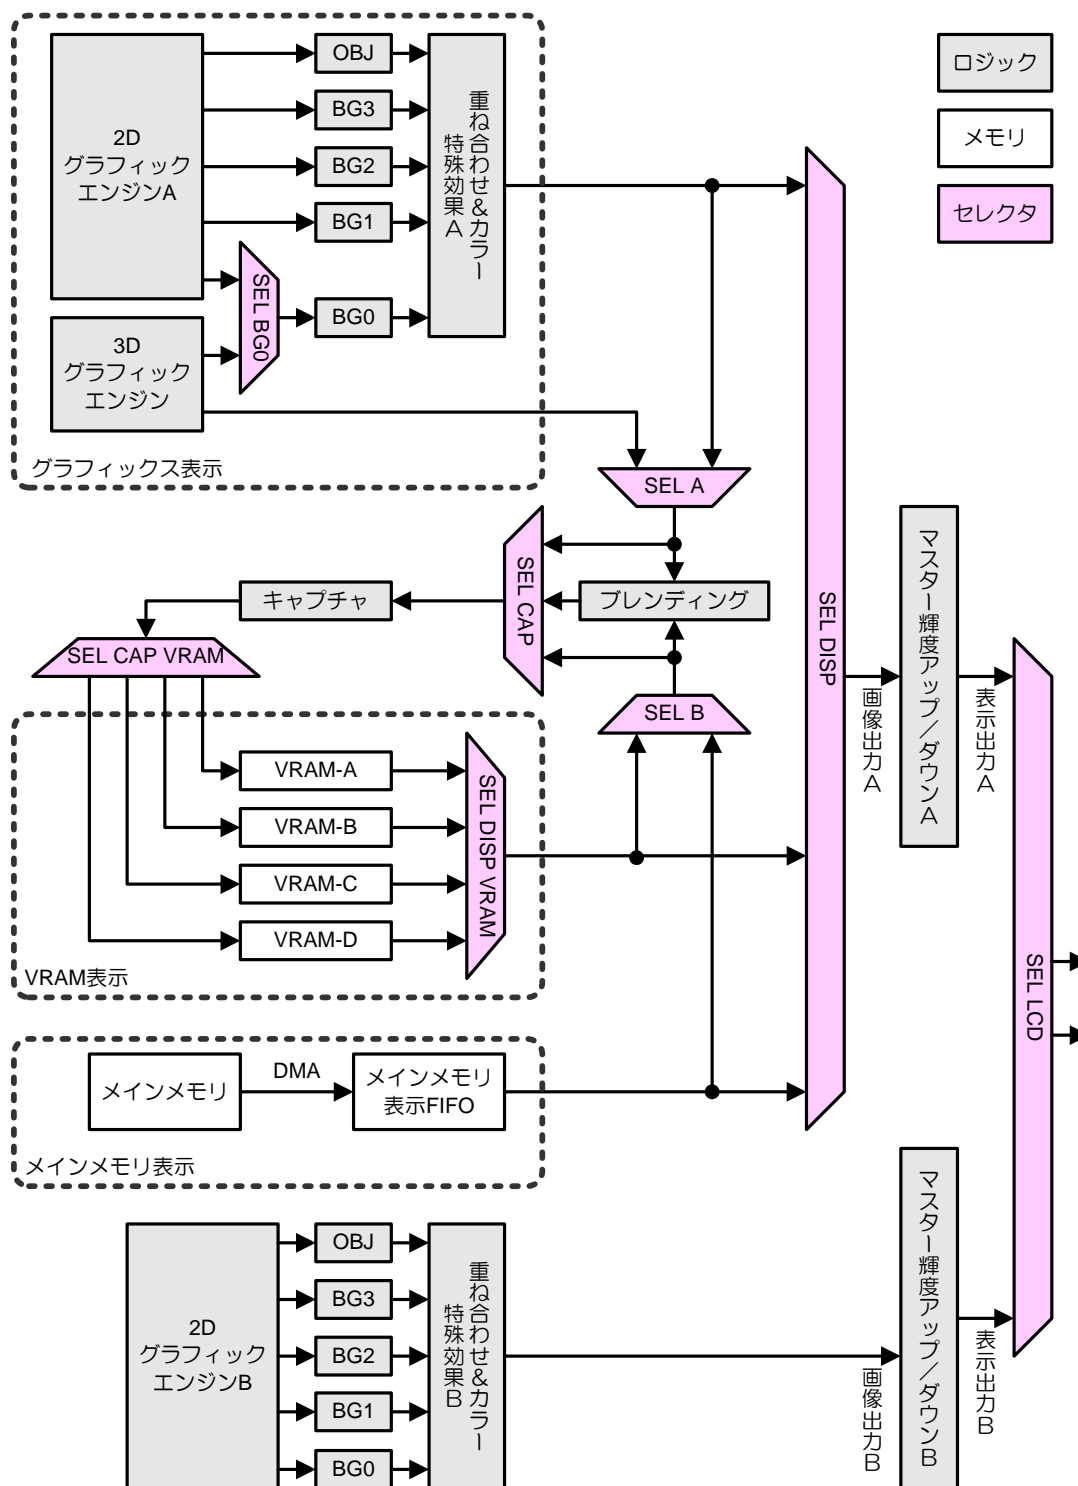 OBJ
BG3
BG2
BG1
BG0
2D
グラフィック
エンジンA
3D
グラフィック
エンジン
SEL BG0
重ね合わせ&カラー
特殊効果A
グラフィックス表示
ロジック
メモリ
セレクタ
SEL A
SEL CAP
ブレンディング
キャプチャ
SEL CAP VRAM
SEL B
SEL DISP
VRAM-A
VRAM-B
VRAM-C
VRAM-D
SEL DISP VRAM
VRAM表示
画像出力A
マスター輝度アップ/ダウンA
表示出力A
SEL LCD
メインメモリ
DMA
メインメモリ
表示FIFO
メインメモリ表示
2D
グラフィック
エンジンB
OBJ
BG3
BG2
BG1
BG0
重ね合わせ&カラー
特殊効果B
画像出力B
マスター輝度アップ/ダウンB
表示出力B